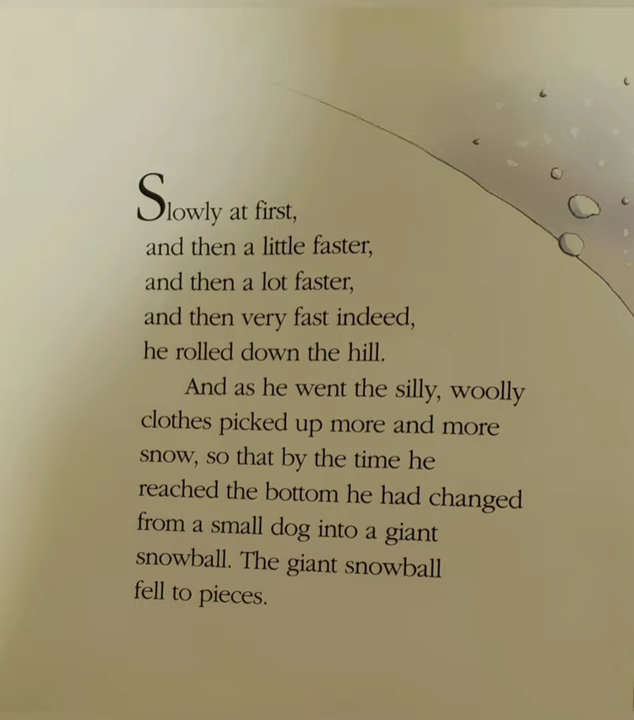 Slowly at first,
and then a little faster,
and then a lot faster,
and then very fast indeed,
he rolled down the hill.
And as he went the silly, woolly
clothes picked up more and more
snow, so that by the time he
reached the bottom he had changed
from a small dog into a giant
snowball. The giant snowball
fell to pieces.